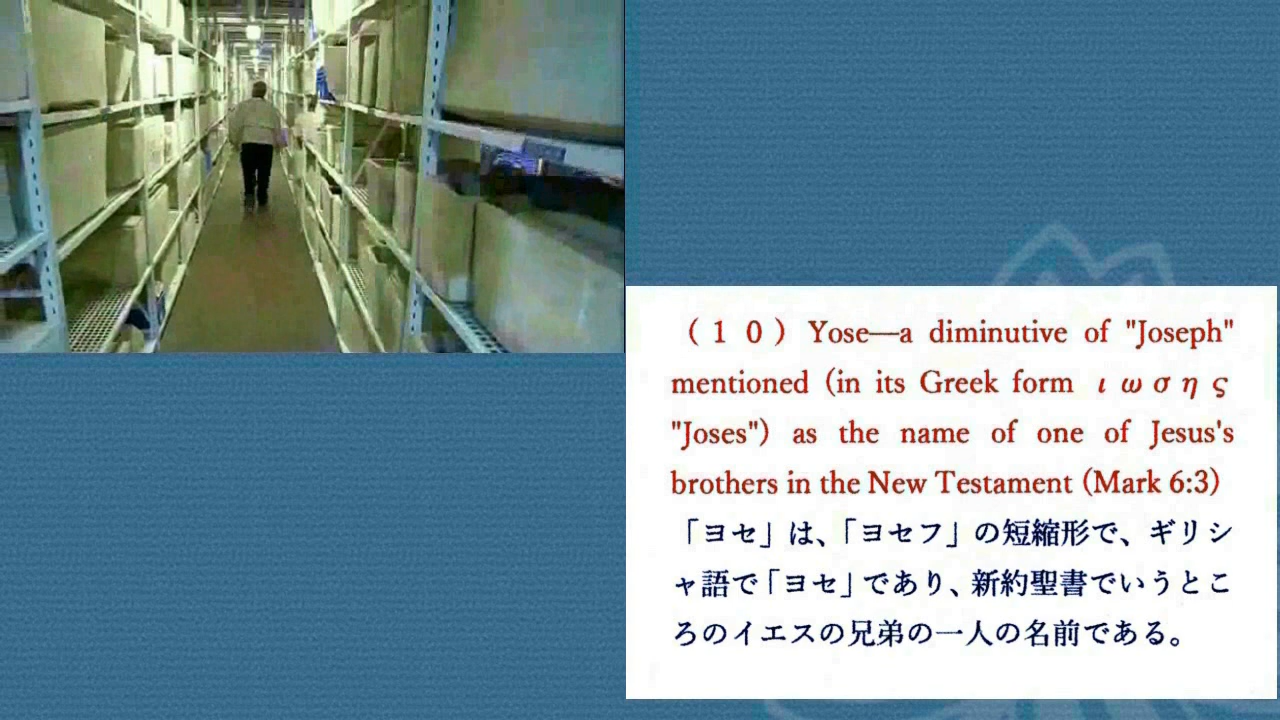 （１０）Yose—a diminutive of "Joseph"
mentioned (in its Greek form ιωσης
"Joses") as the name of one of Jesus's
brothers in the New Testament (Mark 6:3)
「ヨセ」は、「ヨセフ」の短縮形で、ギリシ
ャ語で「ヨセ」であり、新約聖書でいうとこ
ろのイエスの兄弟の一人の名前である。